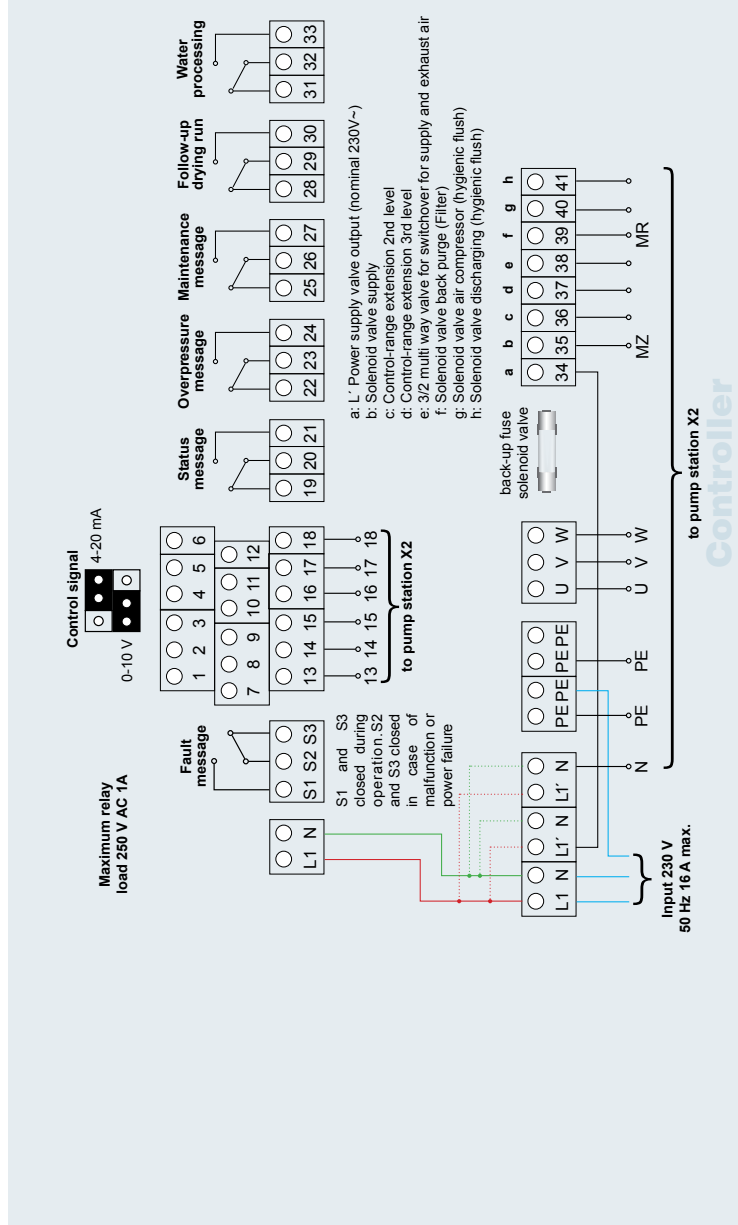 Maximum relay
load 250 V AC 1A
Control signal
4-20 mA
0-10 V
Fault
message
S1 S2 S3
S1 and S3
closed during
operation.S2
and S3 closed
in case of
malfunction or
power failure
L1 N
1 2 3 4 5 6
7 8 9 10 11 12
13 14 15 16 17 18
13 14 15 16 17 18
to pump station X2
Status
message
19 20 21
Overpressure
message
22 23 24
Maintenance
message
25 26 27
Follow-up
drying run
28 29 30
Water
processing
31 32 33
a: L´ Power supply valve output (nominal 230V~)
b: Solenoid valve supply
c: Control-range extension 2nd level
d: Control-range extension 3rd level
e: 3/2 multi way valve for switchover for supply and exhaust air
f: Solenoid valve back purge (Filter)
g: Solenoid valve air compressor (hygienic flush)
h: Solenoid valve discharging (hygienic flush)
L1 N L1´ N L1´ N
PE PE PE PE
U V W
back-up fuse
solenoid valve
a b c d e f g h
34 35 36 37 38 39 40 41
N PE PE U V W MZ MR
Input 230 V
50 Hz 16 A max.
to pump station X2
Controller